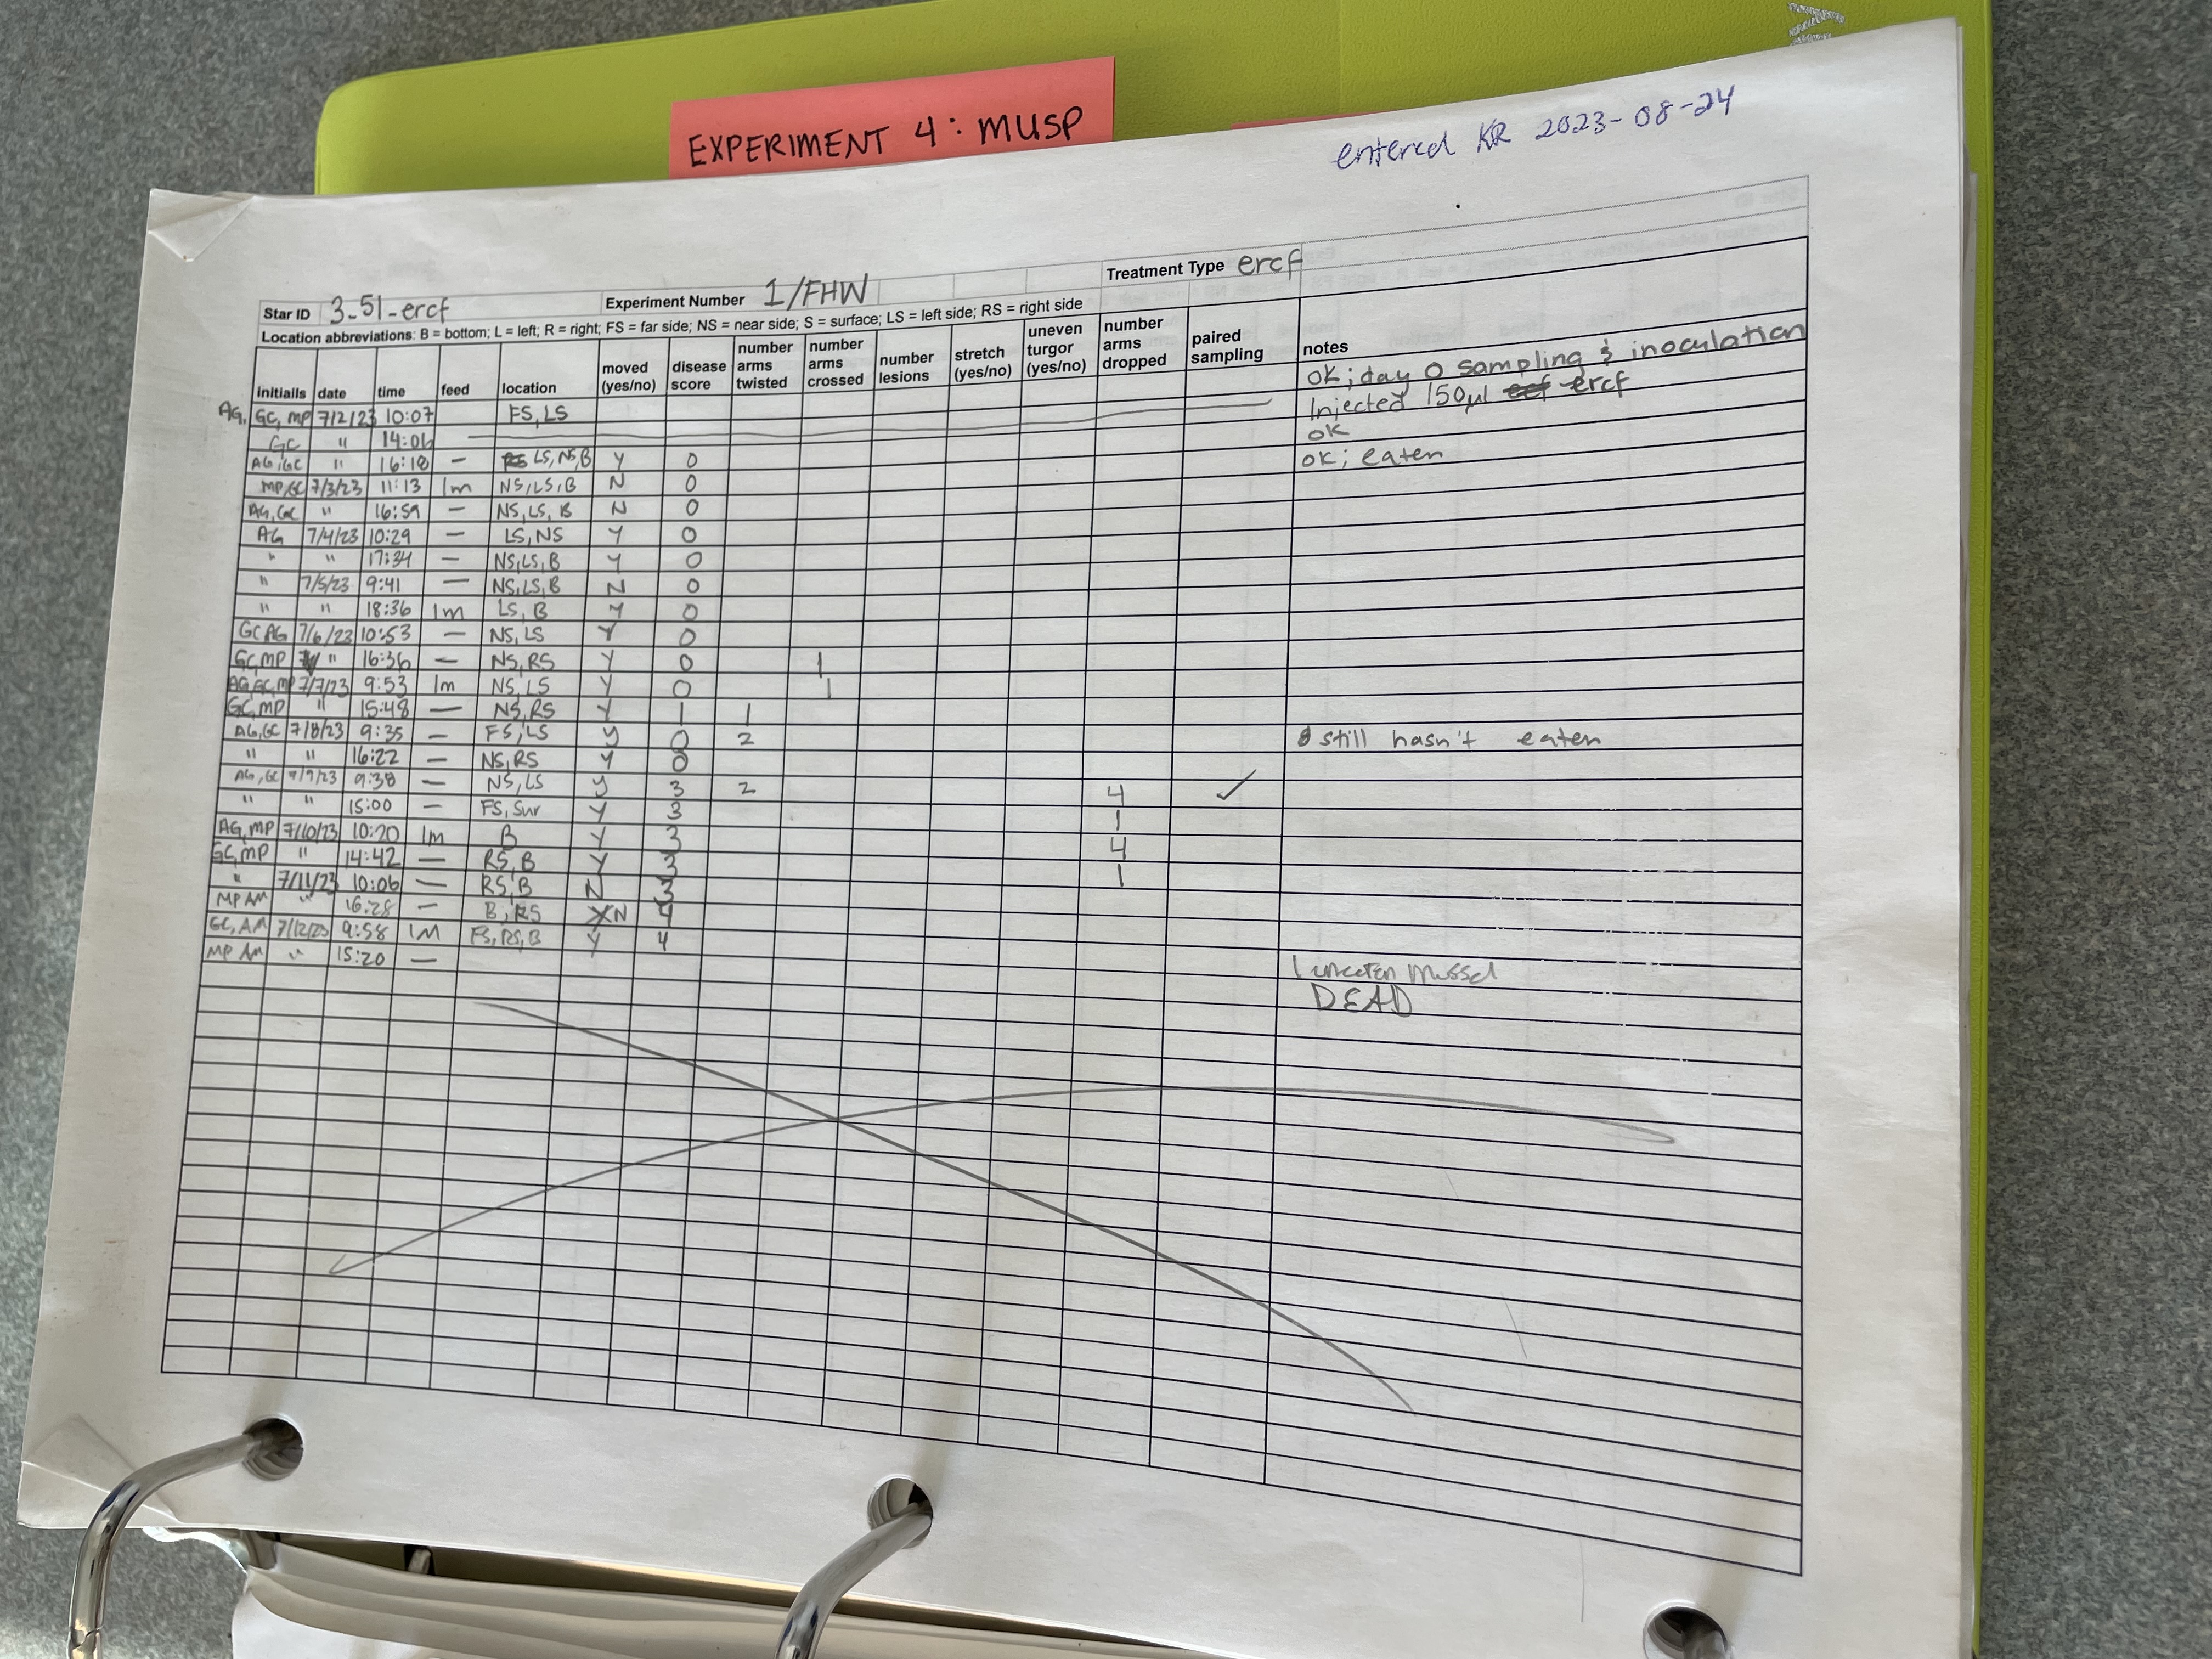 EXPERIMENT 4: MUSP
entered KR 2023-08-24
Star ID 3_51_ercf Experiment Number 1/FHW Treatment Type ercf
Location abbreviations: B = bottom; L = left; R = right; FS = far side; NS = near side; S = surface; LS = left side; RS = right side
initials date time feed location moved (yes/no) disease score number arms twisted number arms crossed number lesions stretch (yes/no) uneven turgor (yes/no) number arms dropped paired sampling notes
AG, GC, MP 7/2/23 10:07 FS, LS OK; day 0 sampling & inoculation
GC " 14:06 Injected 150µl ercf
AG, GC " 16:18 — LS, NS, B Y 0 OK
MP, GC 7/3/23 11:13 1m NS, LS, B N 0 OK; eaten
AG, GC " 16:59 — NS, LS, B N 0
AG 7/4/23 10:29 — LS, NS Y 0
" " 17:34 — NS, LS, B Y 0
" 7/5/23 9:41 — NS, LS, B N 0
" " 18:36 1m LS, B Y 0
GC AG 7/6/23 10:53 — NS, LS Y 0
GC, MP " 16:36 — NS, RS Y 0 1
AG, GC, MP 7/7/23 9:53 1m NS, LS Y 0 1
GC, MP " 15:48 — NS, RS Y 1 1
AG, GC 7/8/23 9:35 — FS, LS y 0 2
" " 16:22 — NS, RS Y 0 still hasn't eaten
AG, GC 7/9/23 9:38 — NS, LS y 3 2 4 ✓
" " 15:00 — FS, Sur Y 3 1
AG, MP 7/10/23 10:20 1m B Y 3 4
GC, MP " 14:42 — RS, B Y 3 1
" 7/11/23 10:06 — RS, B N 3
MP AM " 16:28 — B, RS N 4
GC, AM 7/12/23 9:58 1M FS, RS, B Y 4
MP AM " 15:20 — 1 uneaten mussel
DEAD